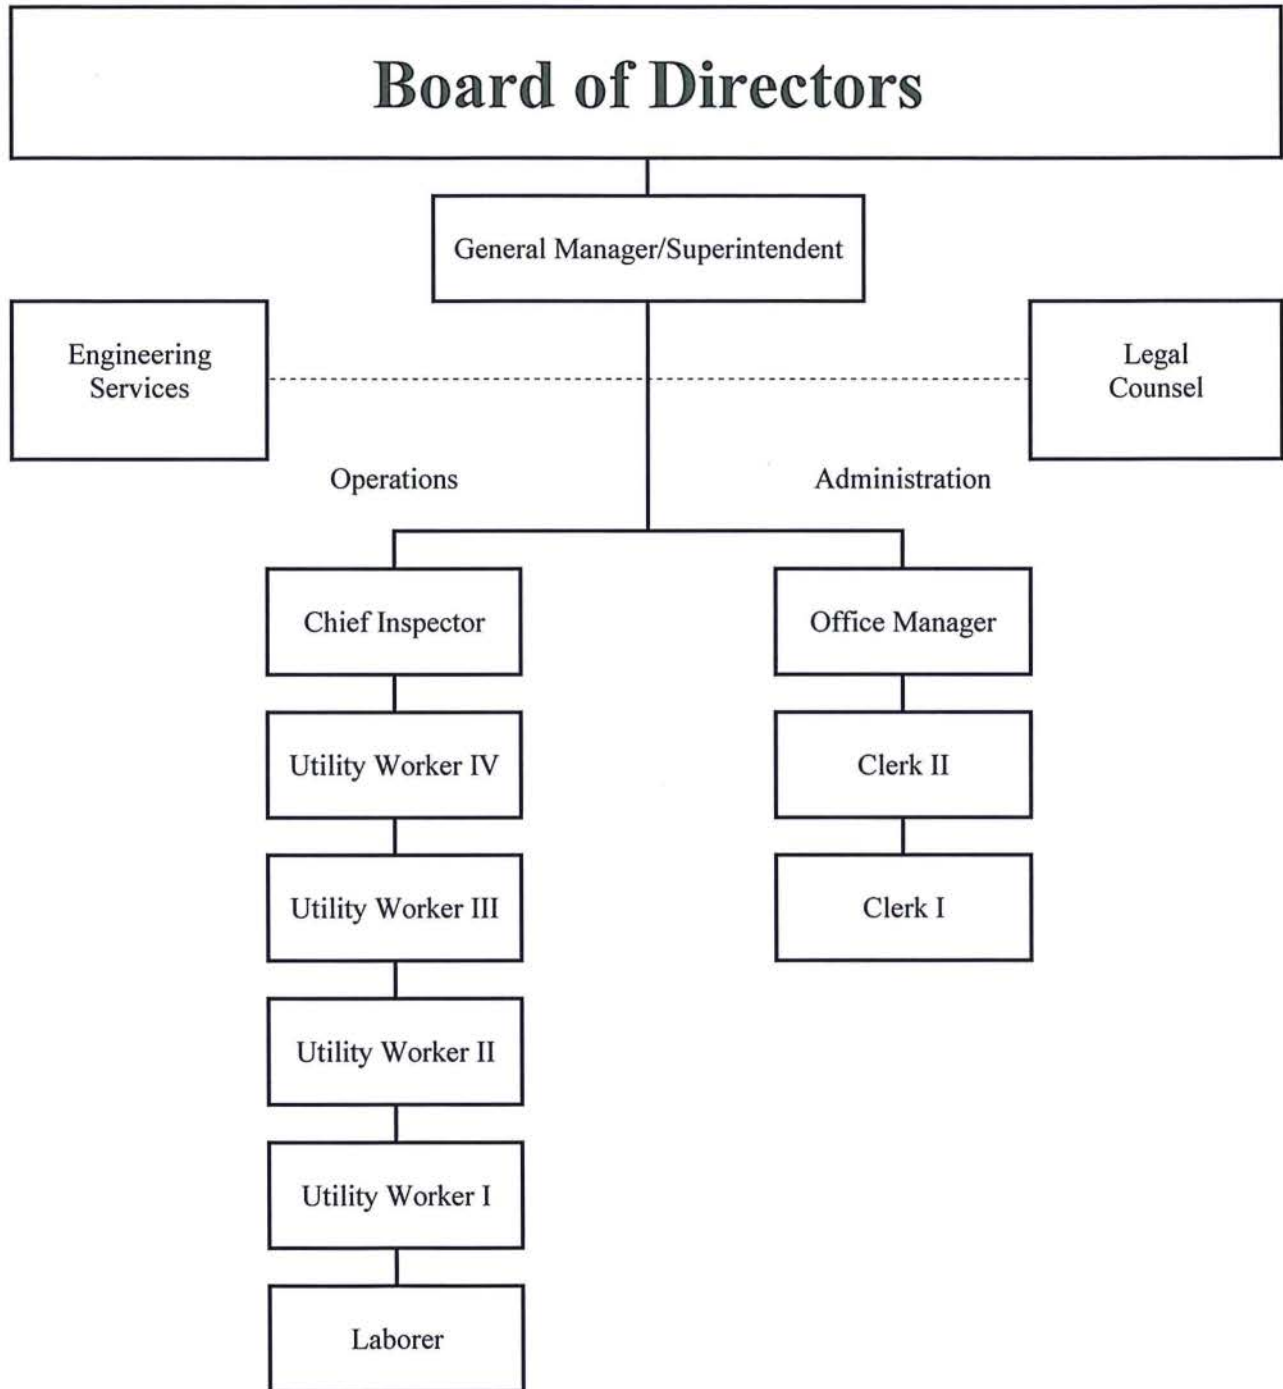 Board of Directors
General Manager/Superintendent
Engineering
Services
Legal
Counsel
Operations
Administration
Chief Inspector
Office Manager
Utility Worker IV
Clerk II
Utility Worker III
Clerk I
Utility Worker II
Utility Worker I
Laborer